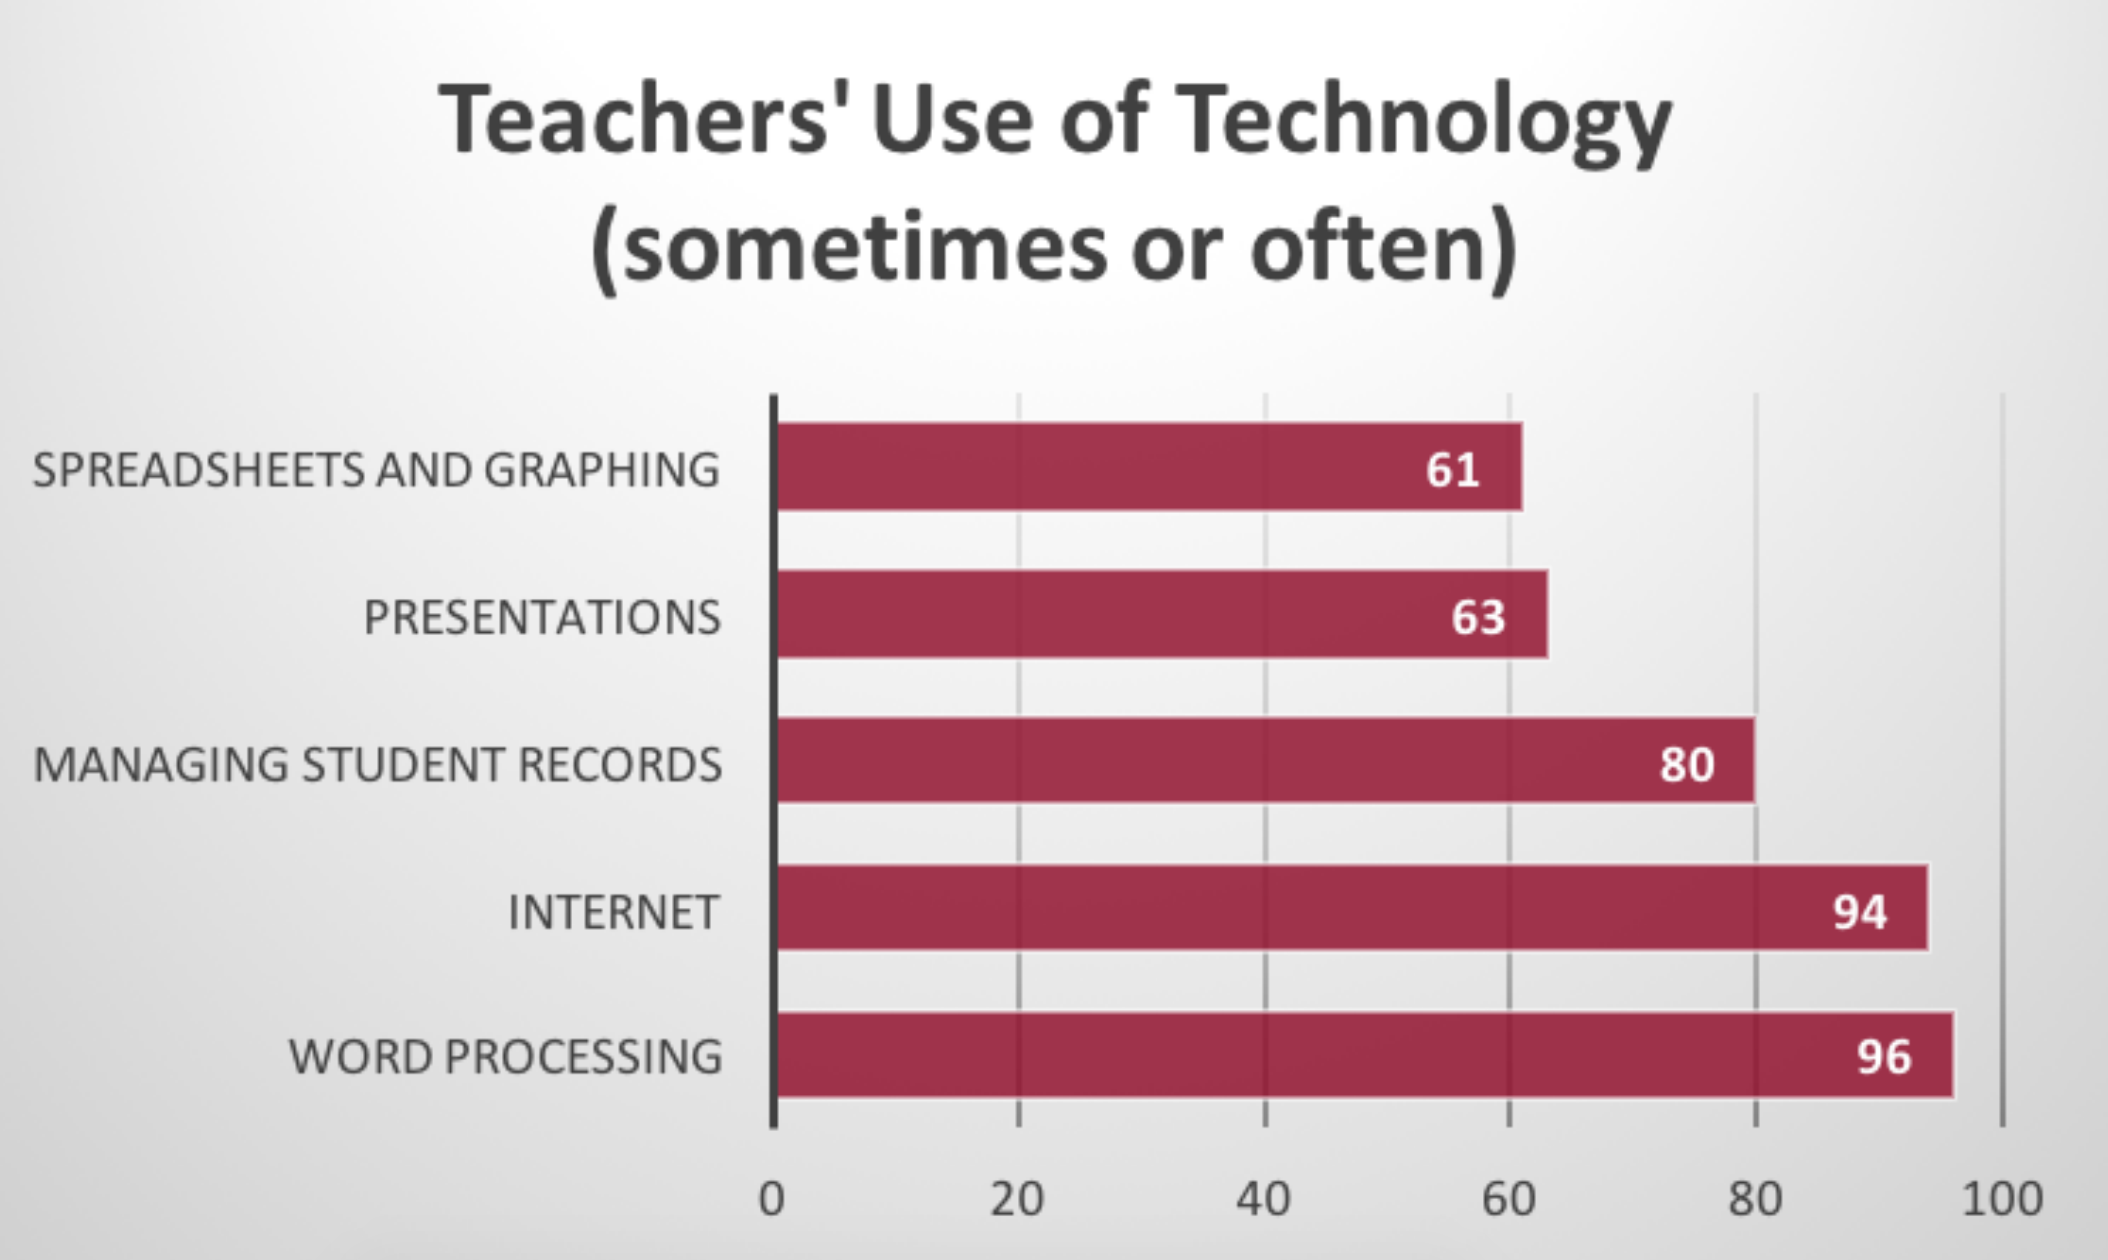 Teachers' Use of Technology
(sometimes or often)
SPREADSHEETS AND GRAPHING 61
PRESENTATIONS 63
MANAGING STUDENT RECORDS 80
INTERNET 94
WORD PROCESSING 96
0 20 40 60 80 100